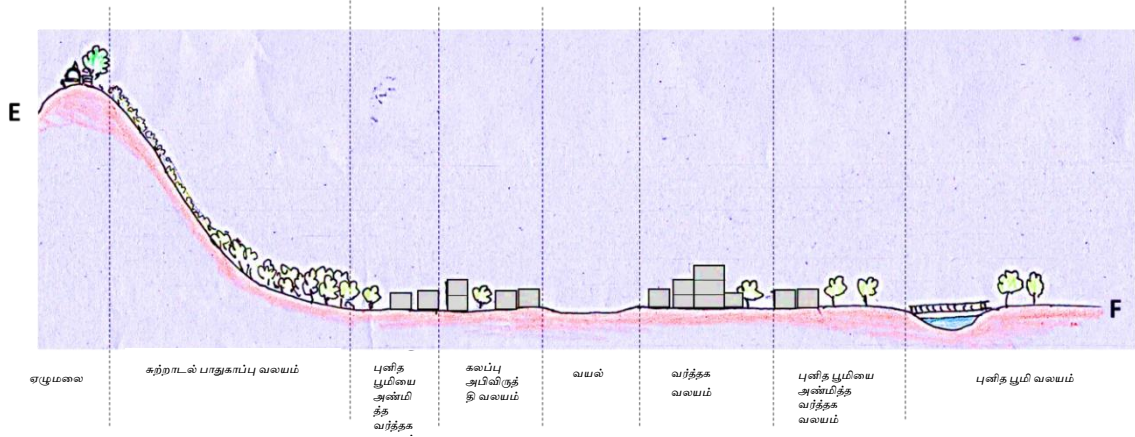 E
F
ஏழுமலை
சுற்றாடல் பாதுகாப்பு வலயம்
புனித
பூமியை
அண்மி
த்த
வர்த்தக
கலப்பு
அபிவிருத்
தி வலயம்
வயல்
வர்த்தக
வலயம்
புனித பூமியை
அண்மித்த
வர்த்தக
வலயம்
புனித பூமி வலயம்